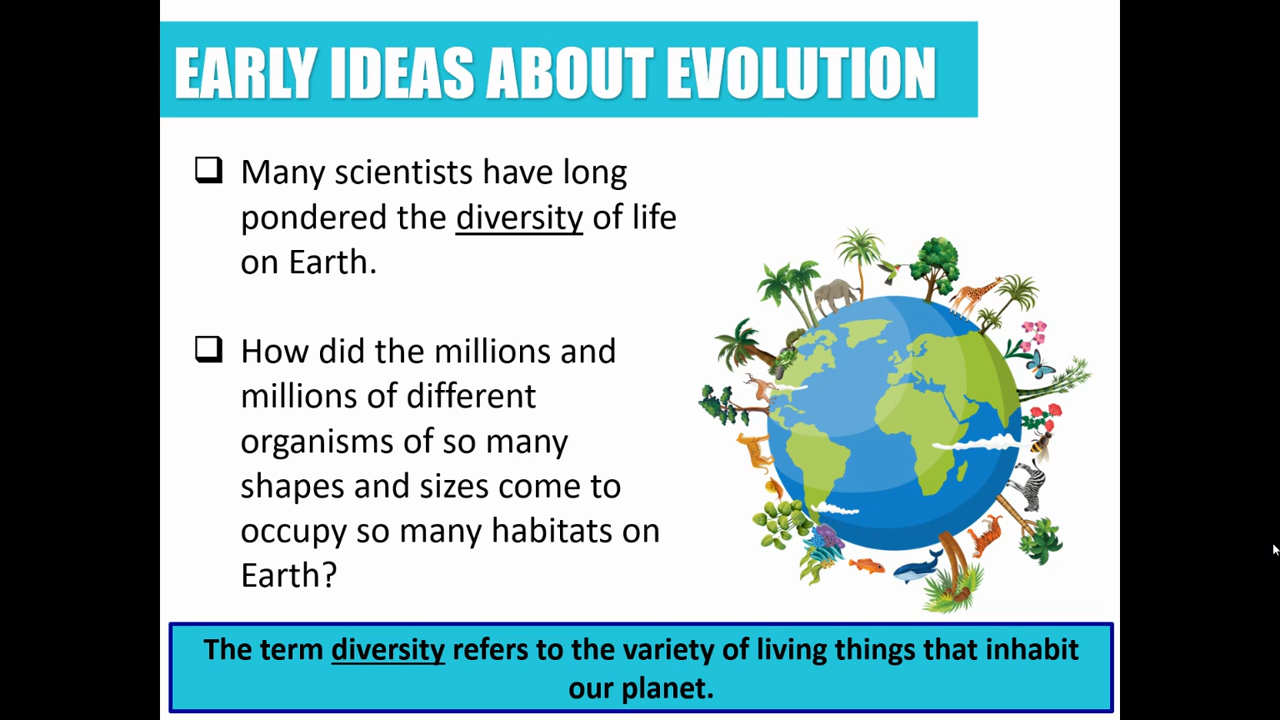 EARLY IDEAS ABOUT EVOLUTION
Many scientists have long
pondered the diversity of life
on Earth.
How did the millions and
millions of different
organisms of so many
shapes and sizes come to
occupy so many habitats on
Earth?
The term diversity refers to the variety of living things that inhabit
our planet.